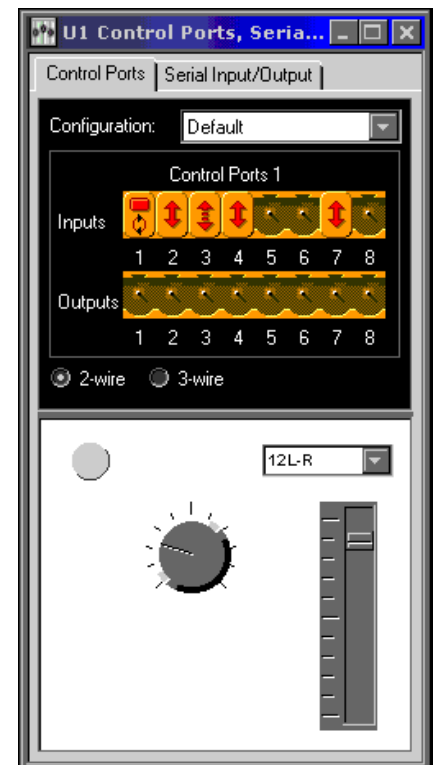 U1 Control Ports, Seria...
Control Ports Serial Input/Output
Configuration: Default
Control Ports 1
Inputs
1 2 3 4 5 6 7 8
Outputs
1 2 3 4 5 6 7 8
2-wire 3-wire
12L-R